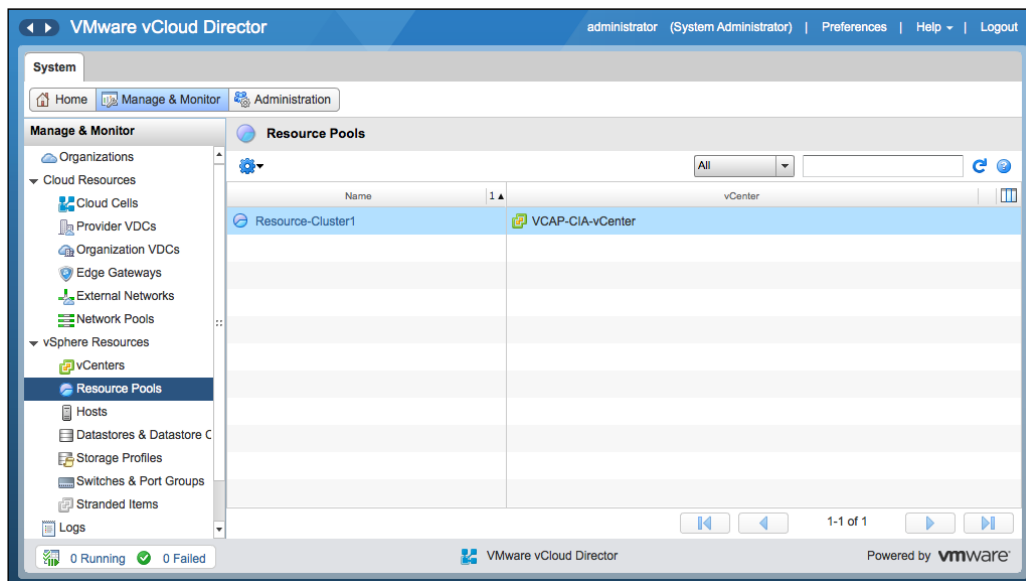 VMware vCloud Director
administrator (System Administrator) | Preferences | Help | Logout
System
Home Manage & Monitor Administration
Manage & Monitor
Organizations
Cloud Resources
Cloud Cells
Provider VDCs
Organization VDCs
Edge Gateways
External Networks
Network Pools
vSphere Resources
vCenters
Resource Pools
Hosts
Datastores & Datastore C
Storage Profiles
Switches & Port Groups
Stranded Items
Logs
Resource Pools
All
Name 1 vCenter
Resource-Cluster1 VCAP-CIA-vCenter
1-1 of 1
0 Running 0 Failed
VMware vCloud Director
Powered by vmware